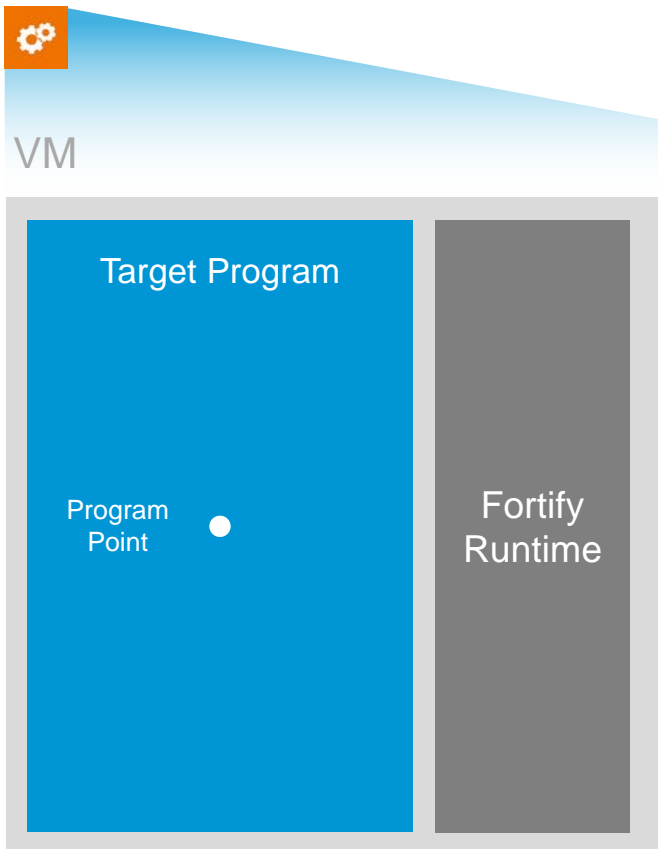 VM
Target Program
Program
Point
Fortify
Runtime